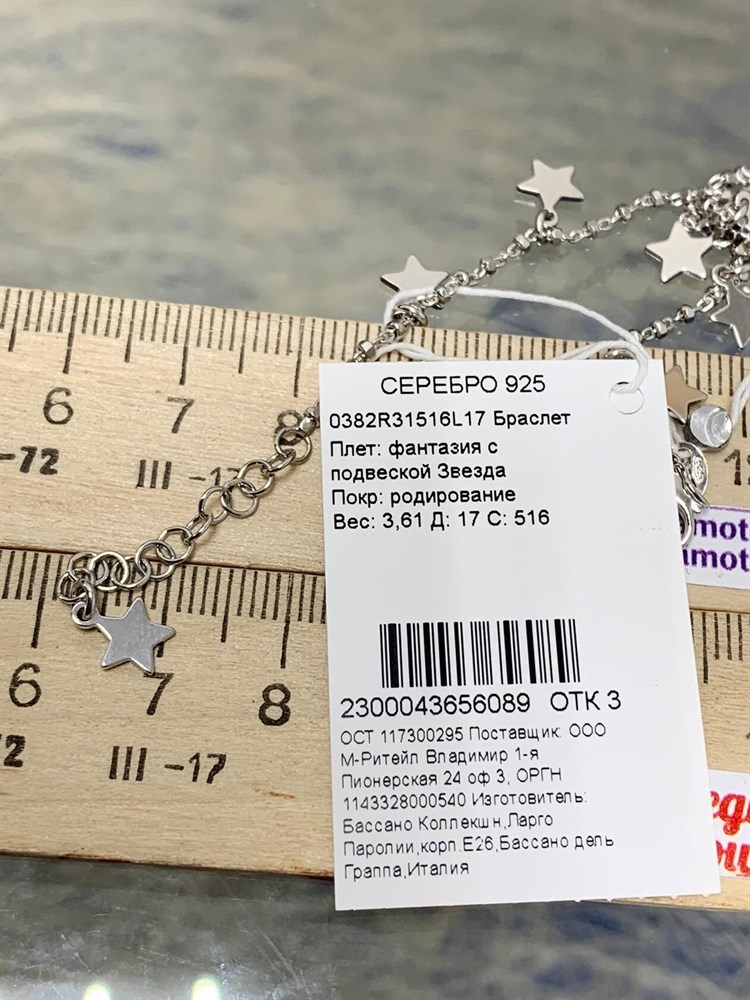 СЕРЕБРО 925
0382R31516L17 Браслет
Плет: фантазия с
подвеской Звезда
Покр: родирование
Вес: 3,61 Д: 17 С: 516
2300043656089 ОТК 3
ОСТ 117300295 Поставщик: ООО
М-Ритейл Владимир 1-я
Пионерская 24 оф 3, ОРГН
1143328000540 Изготовитель:
Бассано Коллекшн,Ларго
Паролии,корп.Е26,Бассано дель
Граппа,Италия
6 7 8
-72 III -17
6 7 8
III -17